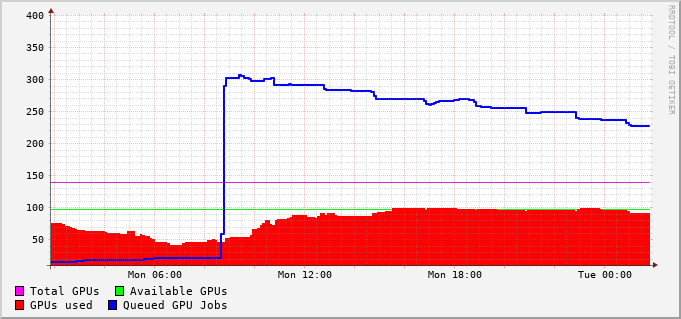 400
350
300
250
200
150
100
50
Mon 06:00 Mon 12:00 Mon 18:00 Tue 00:00
Total GPUs Available GPUs
GPUs used Queued GPU Jobs
RRDTOOL / TOBI OETIKER